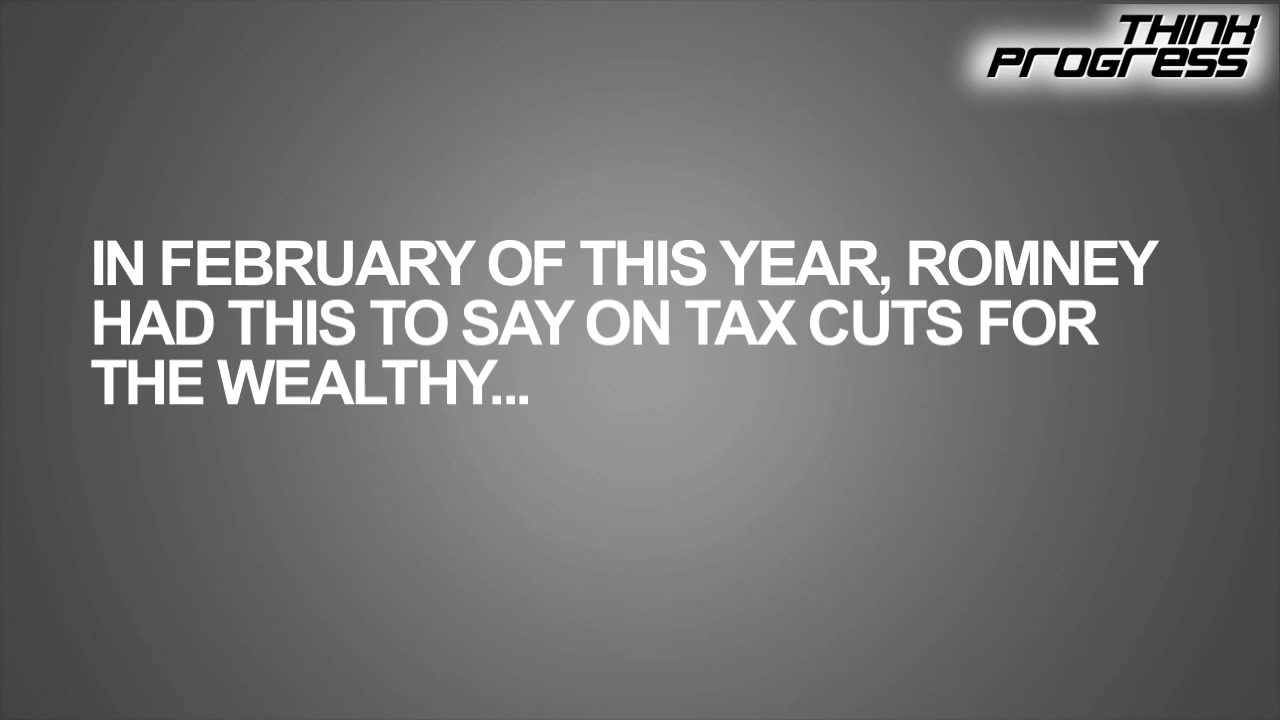 THINK
PROGRESS
IN FEBRUARY OF THIS YEAR, ROMNEY
HAD THIS TO SAY ON TAX CUTS FOR
THE WEALTHY...